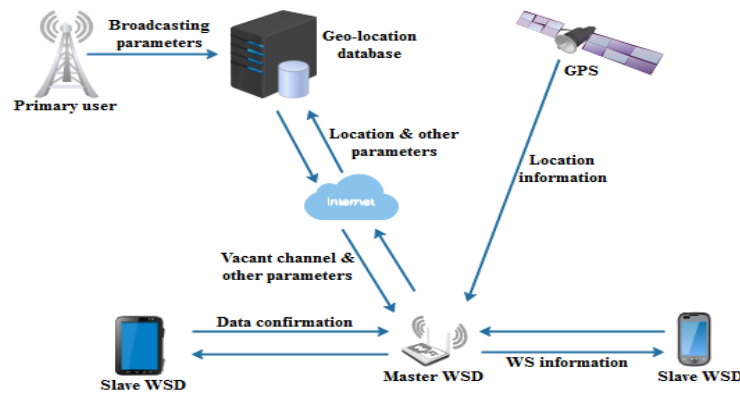 Broadcasting
parameters
Primary user
Geo-location
database
GPS
Location & other
parameters
Location
information
Internet
Vacant channel &
other parameters
Data confirmation
WS information
Slave WSD
Master WSD
Slave WSD